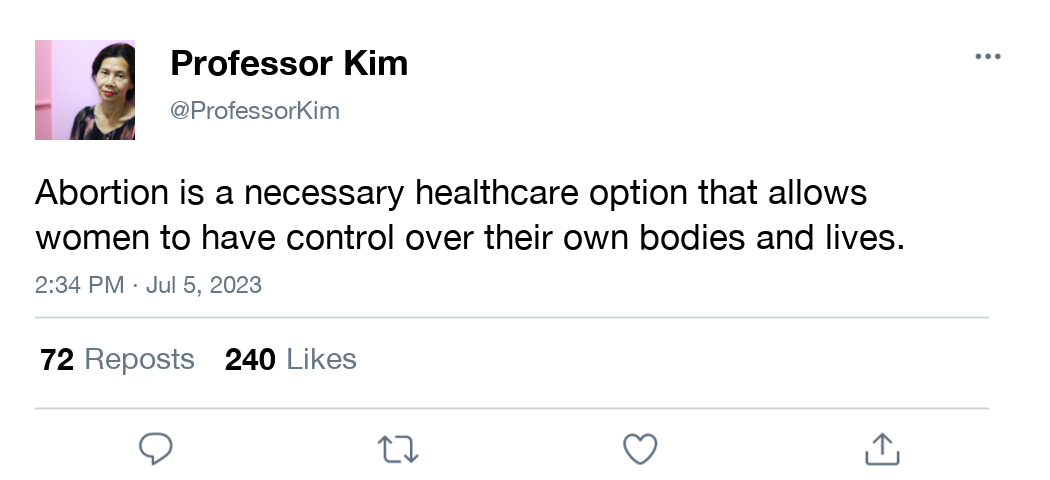 Professor Kim
@ProfessorKim
Abortion is a necessary healthcare option that allows
women to have control over their own bodies and lives.
2:34 PM · Jul 5, 2023
72 Reposts 240 Likes